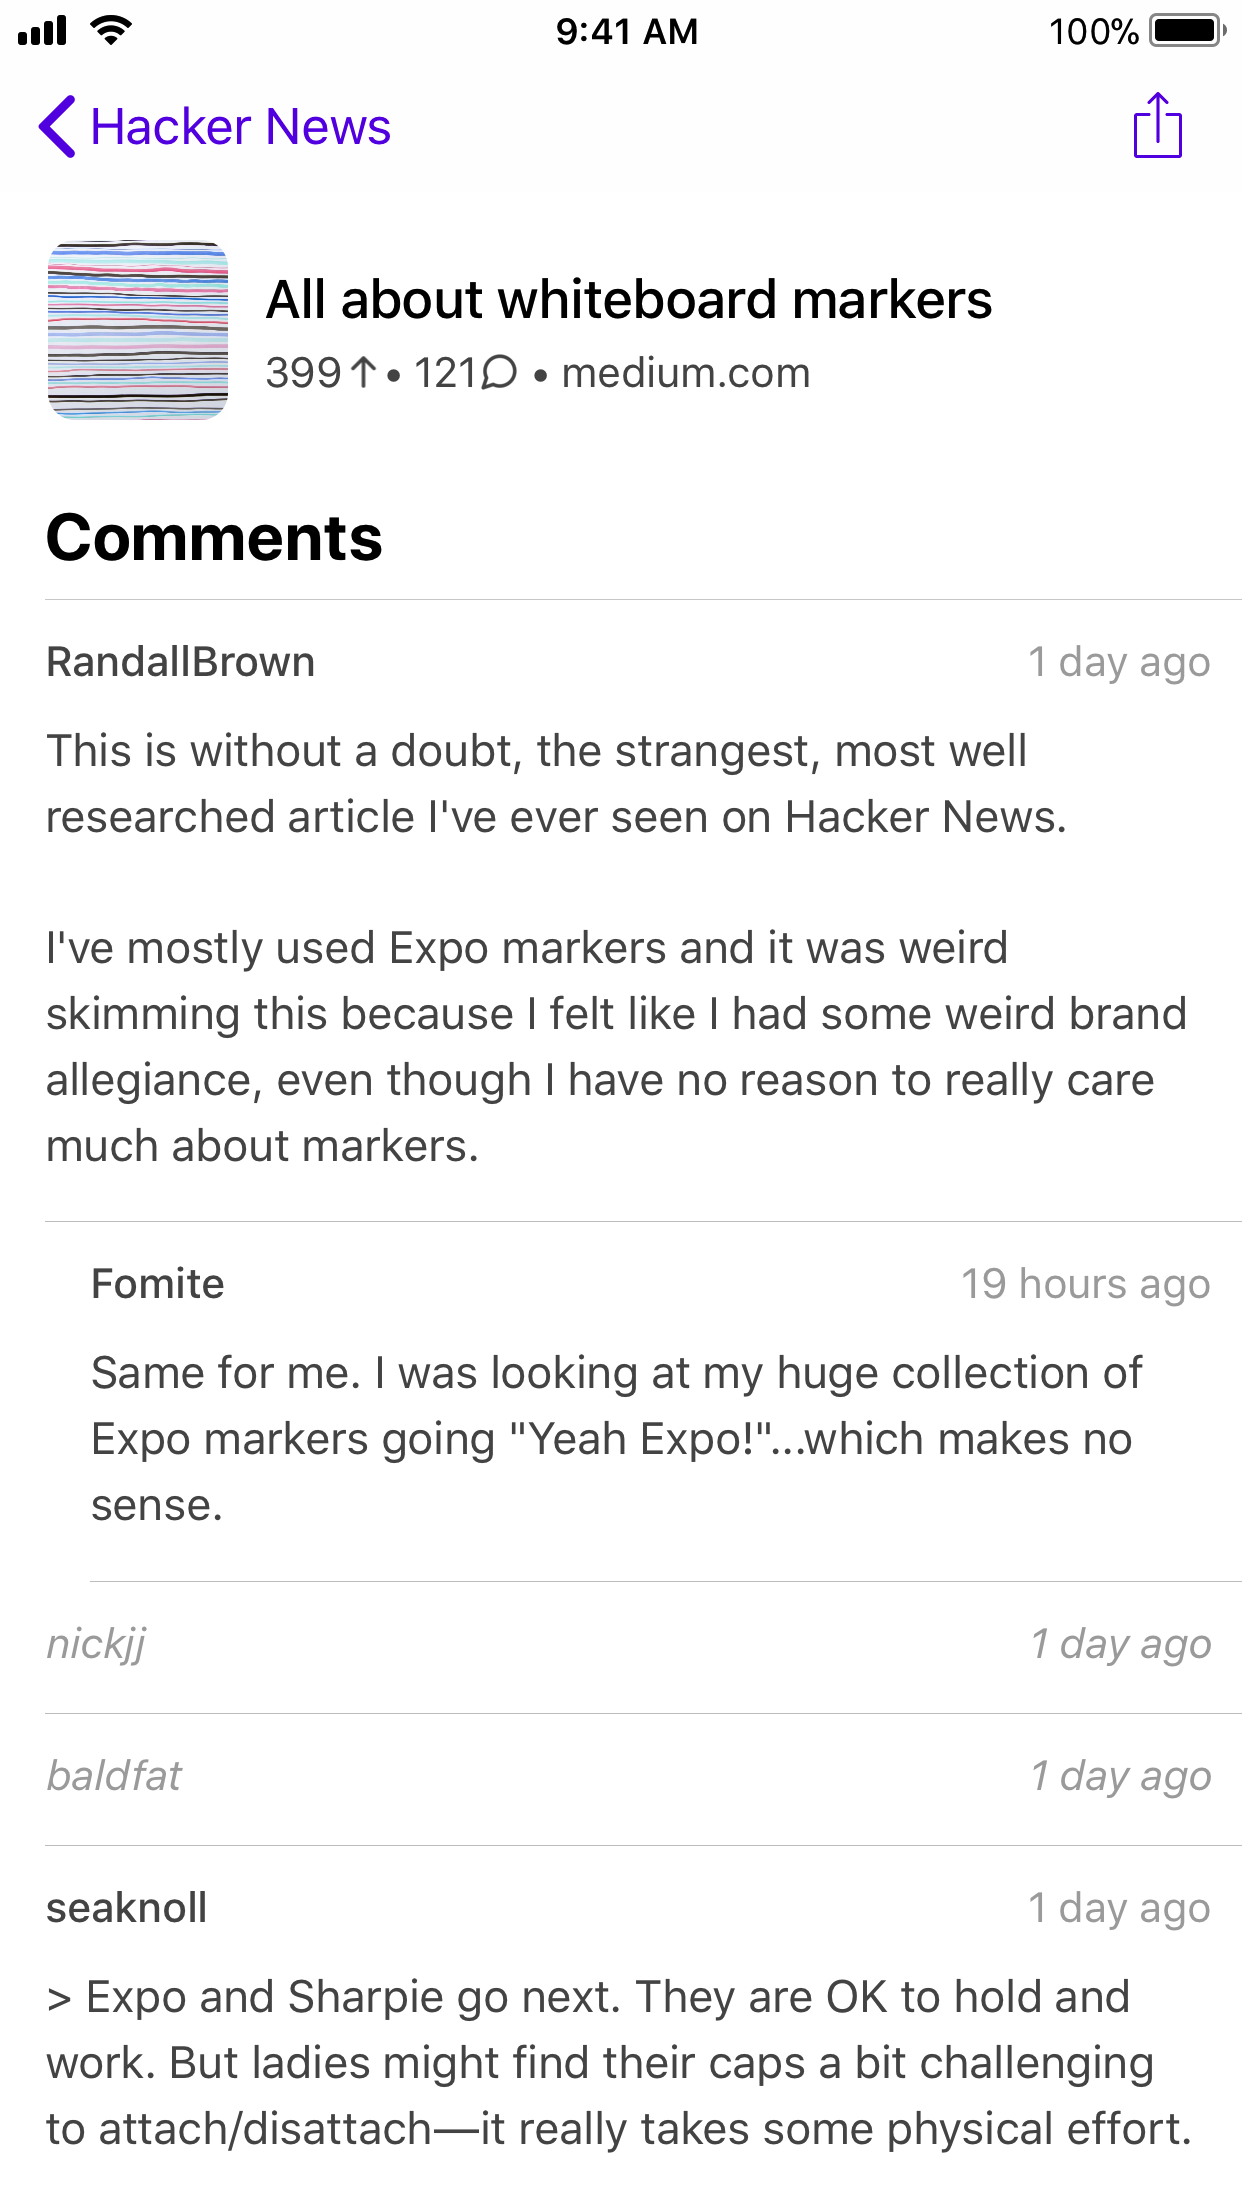 9:41 AM
100%
Hacker News
All about whiteboard markers
399↑ • 121 • medium.com
Comments
RandallBrown 1 day ago
This is without a doubt, the strangest, most well
researched article I've ever seen on Hacker News.
I've mostly used Expo markers and it was weird
skimming this because I felt like I had some weird brand
allegiance, even though I have no reason to really care
much about markers.
Fomite 19 hours ago
Same for me. I was looking at my huge collection of
Expo markers going "Yeah Expo!"...which makes no
sense.
nickjj 1 day ago
baldfat 1 day ago
seaknoll 1 day ago
> Expo and Sharpie go next. They are OK to hold and
work. But ladies might find their caps a bit challenging
to attach/disattach—it really takes some physical effort.